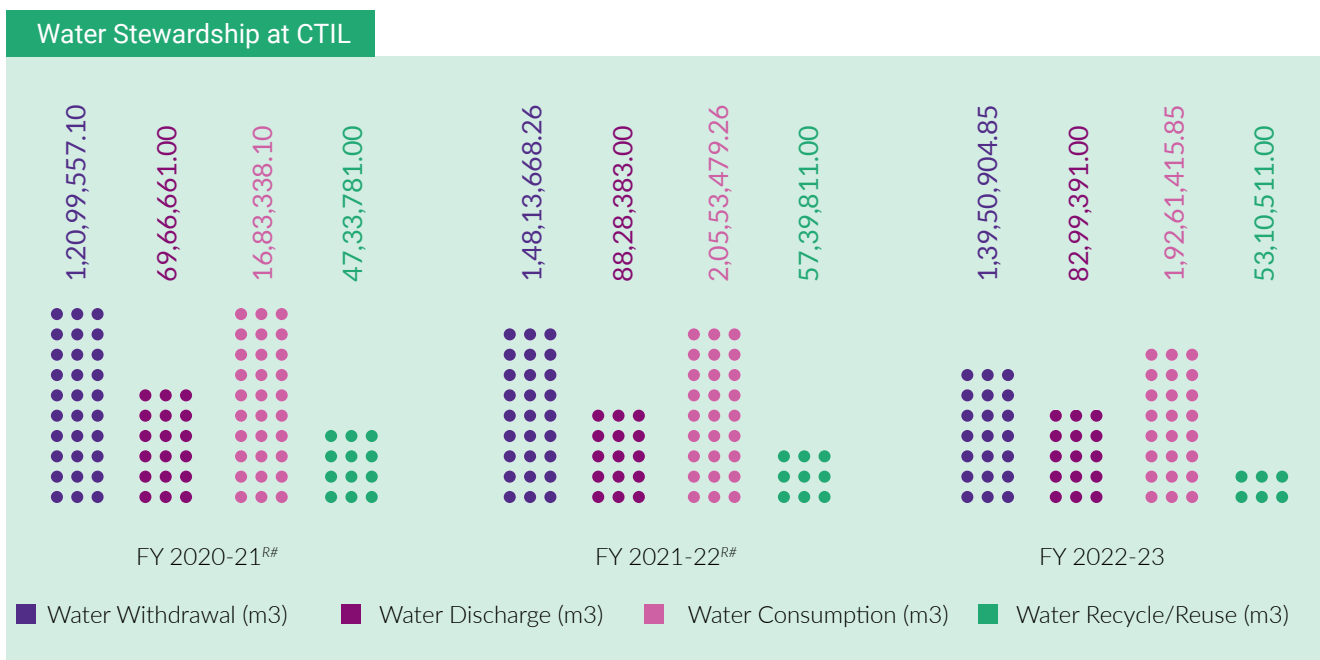 Water Stewardship at CTIL
1,20,99,557.10
69,66,661.00
16,83,338.10
47,33,781.00
1,48,13,668.26
88,28,383.00
2,05,53,479.26
57,39,811.00
1,39,50,904.85
82,99,391.00
1,92,61,415.85
53,10,511.00
FY 2020-21R#
FY 2021-22R#
FY 2022-23
Water Withdrawal (m3)
Water Discharge (m3)
Water Consumption (m3)
Water Recycle/Reuse (m3)